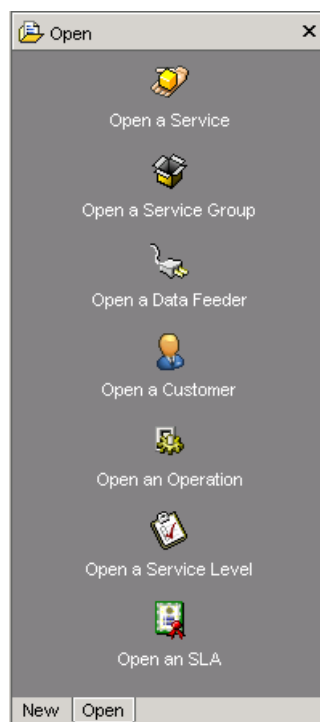 Open
Open a Service
Open a Service Group
Open a Data Feeder
Open a Customer
Open an Operation
Open a Service Level
Open an SLA
New Open